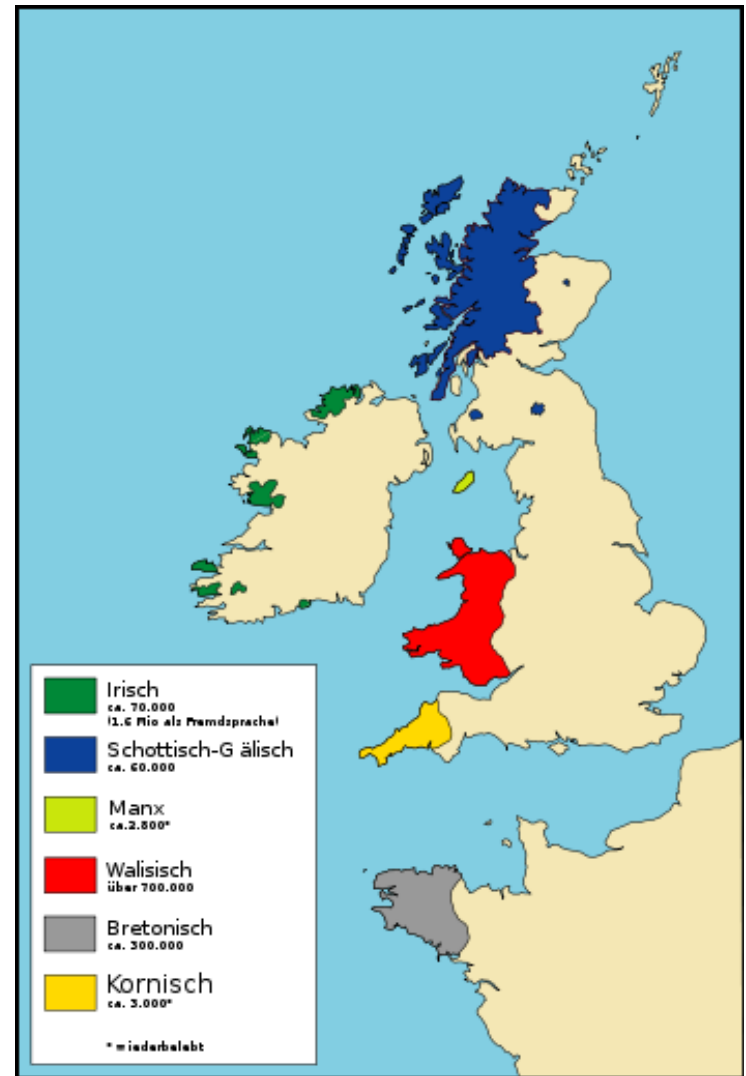 Irisch
ca. 70.000
(1.6 Mio als Fremdsprache)
Schottisch-G älisch
ca. 60.000
Manx
ca.2.800*
Walisisch
über 700.000
Bretonisch
ca. 300.000
Kornisch
ca. 3.000*
* wiederbelebt